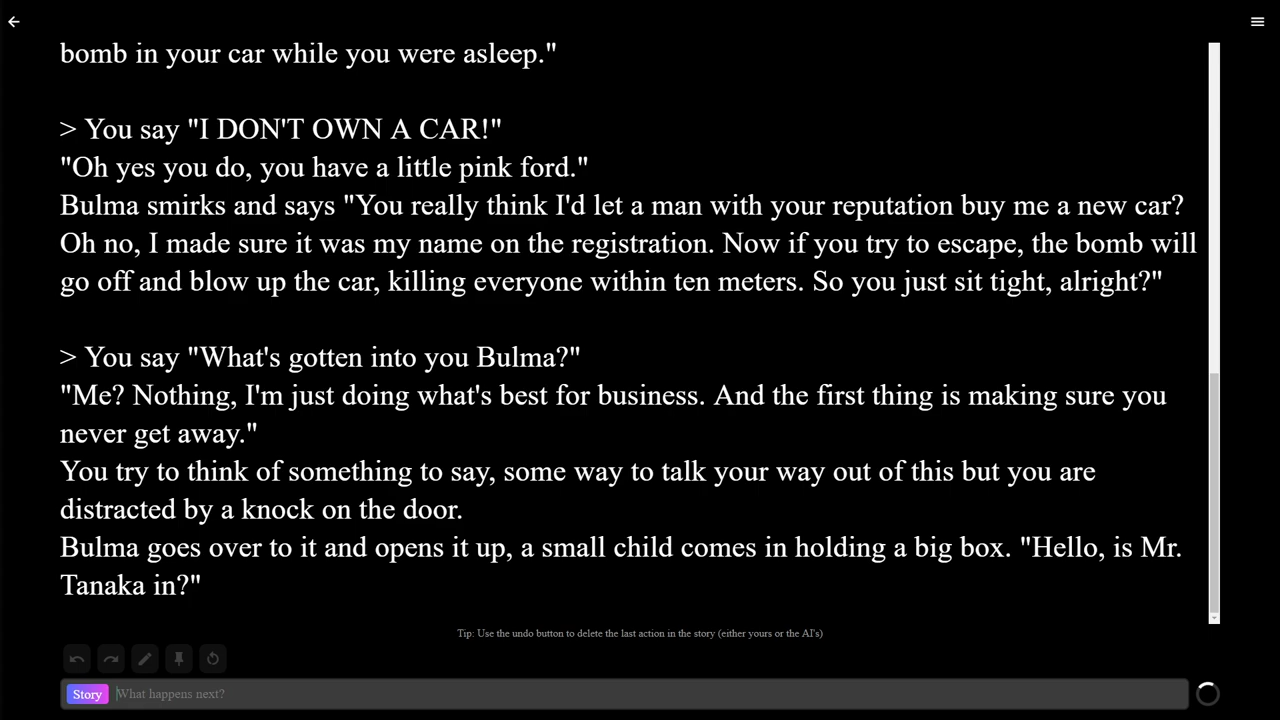 bomb in your car while you were asleep."
> You say "I DON'T OWN A CAR!"
"Oh yes you do, you have a little pink ford."
Bulma smirks and says "You really think I'd let a man with your reputation buy me a new car?
Oh no, I made sure it was my name on the registration. Now if you try to escape, the bomb will
go off and blow up the car, killing everyone within ten meters. So you just sit tight, alright?"
> You say "What's gotten into you Bulma?"
"Me? Nothing, I'm just doing what's best for business. And the first thing is making sure you
never get away."
You try to think of something to say, some way to talk your way out of this but you are
distracted by a knock on the door.
Bulma goes over to it and opens it up, a small child comes in holding a big box. "Hello, is Mr.
Tanaka in?"
Tip: Use the undo button to delete the last action in the story (either yours or the AI's)
Story What happens next?